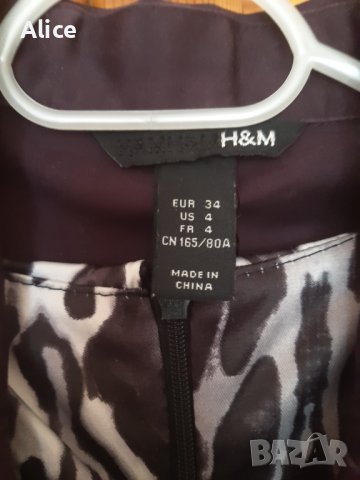 Alice
H&M
EUR 34
US 4
FR 4
CN 165/80A
MADE IN
CHINA
BAZAR